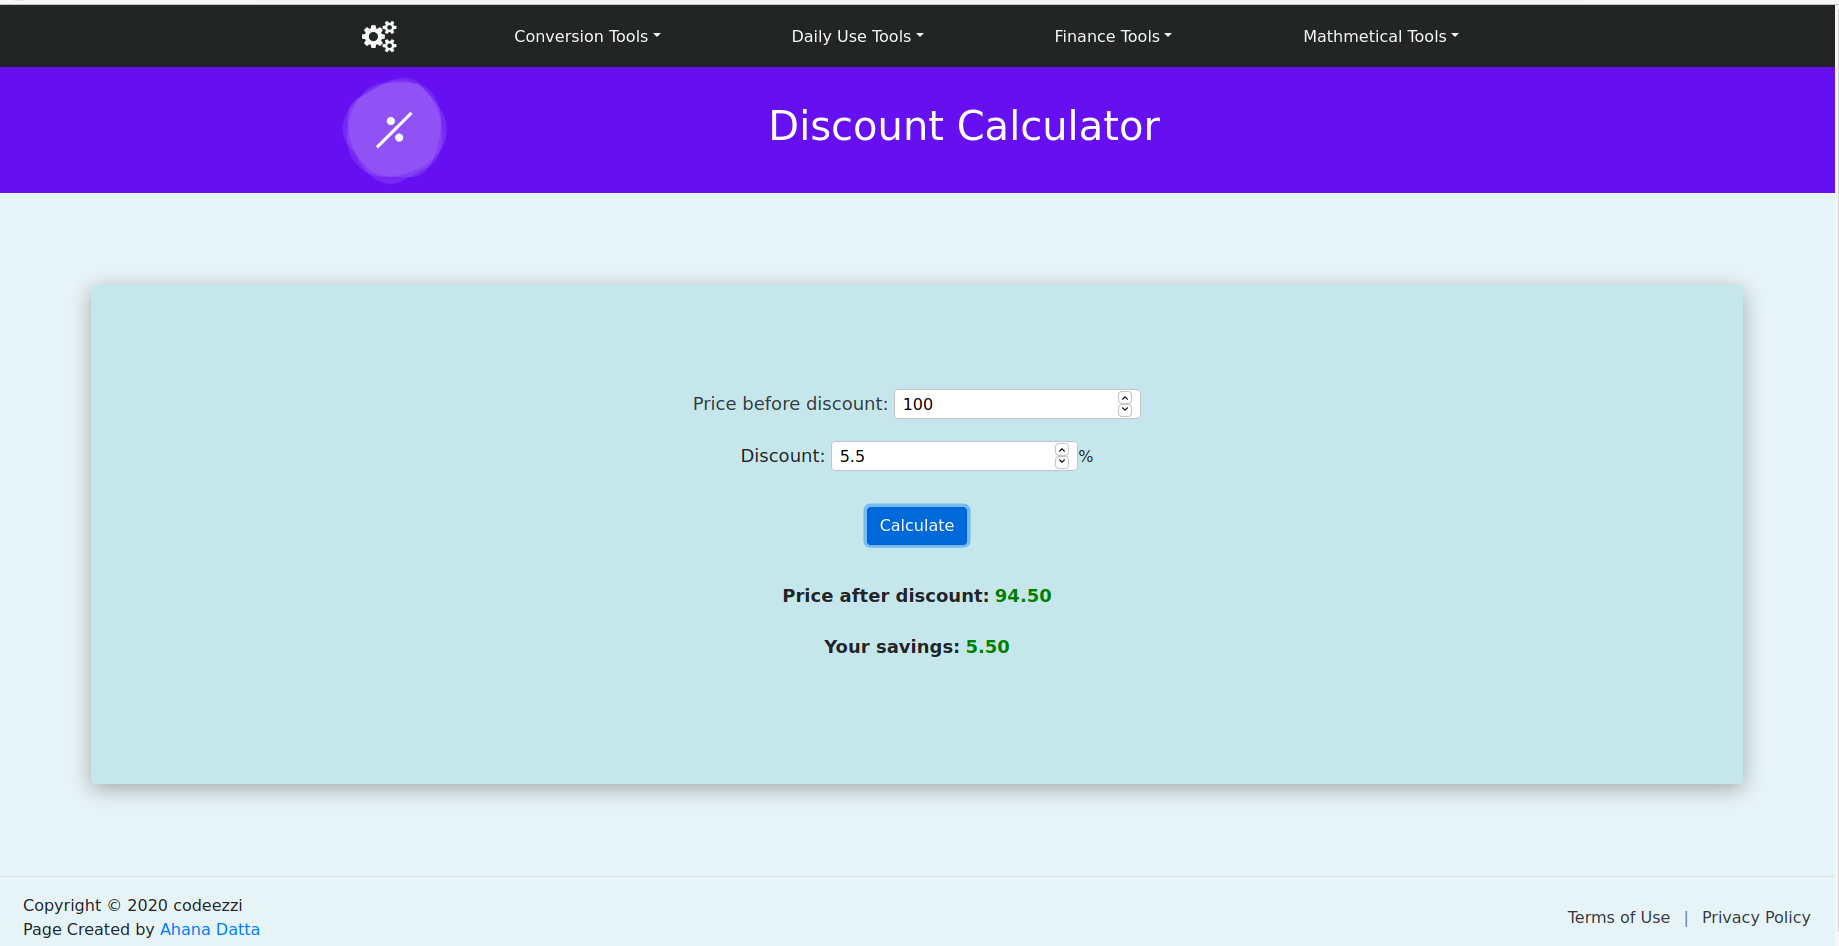 Conversion Tools Daily Use Tools Finance Tools Mathmetical Tools
Discount Calculator
Price before discount: 100
Discount: 5.5 %
Calculate
Price after discount: 94.50
Your savings: 5.50
Copyright © 2020 codeezzi
Page Created by Ahana Datta
Terms of Use | Privacy Policy